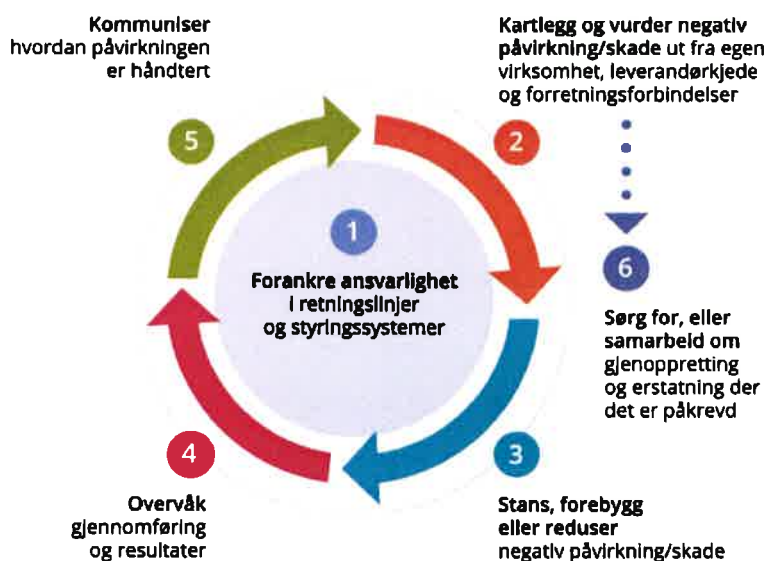 Kommuniser
hvordan påvirkningen
er håndtert
5
Kartlegg og vurder negativ
påvirkning/skade ut fra egen
virksomhet, leverandørkjede
og forretningsforbindelser
2
1
Forankre ansvarlighet
i retningslinjer
og styringssystemer
6
Sørg for, eller
samarbeid om
gjenoppretting
og erstatning der
det er påkrevd
4
Overvåk
gjennomføring
og resultater
3
Stans, forebygg
eller reduser
negativ påvirkning/skade